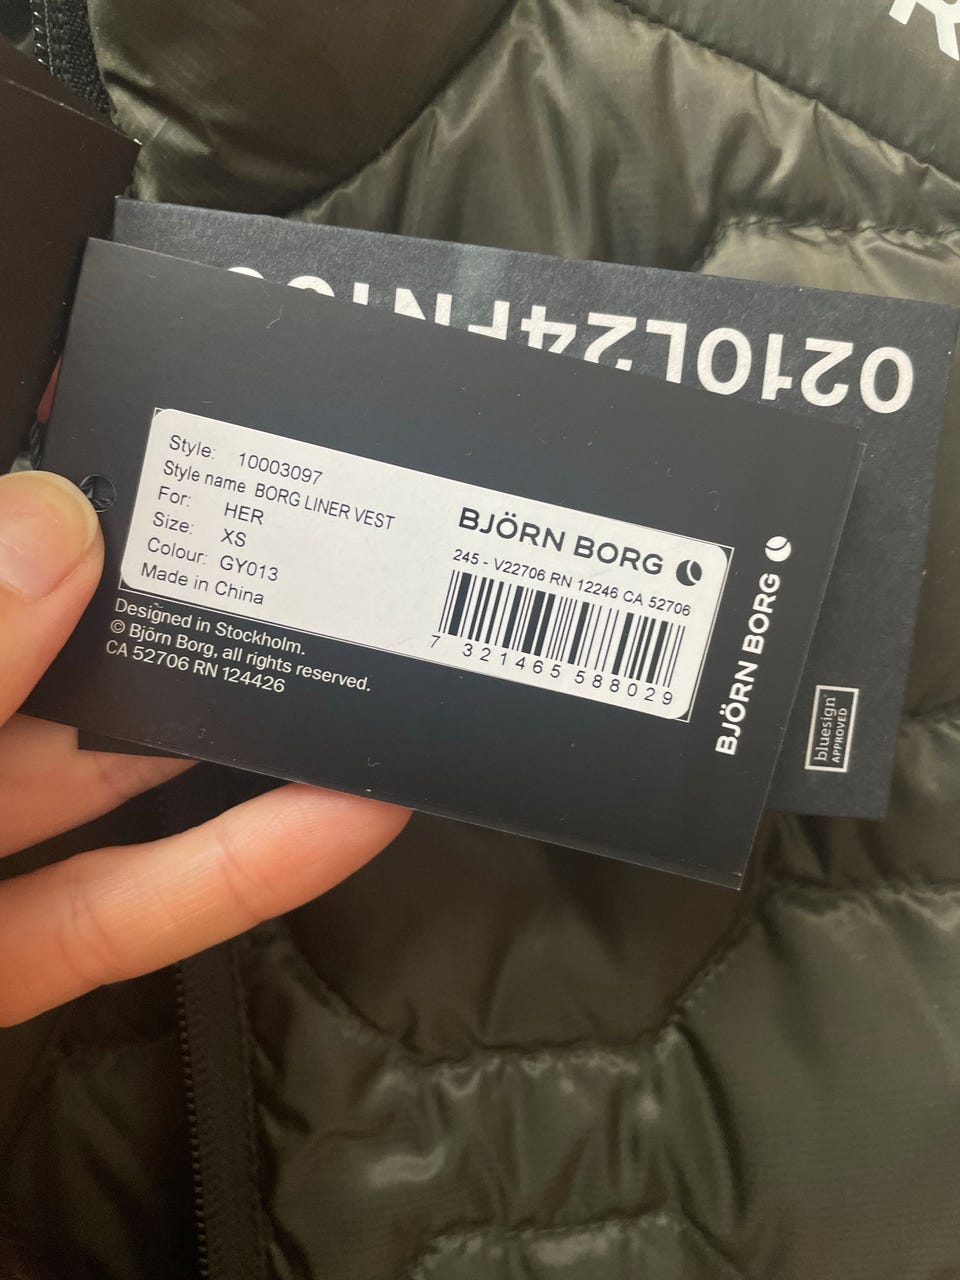 0210L24FN10
Style: 10003097
Style name BORG LINER VEST
For: HER
Size: XS
Colour: GY013
Made in China
BJÖRN BORG
245 - V22706 RN 12246 CA 52706
7 321465 588029
Designed in Stockholm.
© Björn Borg, all rights reserved.
CA 52706 RN 124426
BJÖRN BORG
bluesign®
APPROVED
R